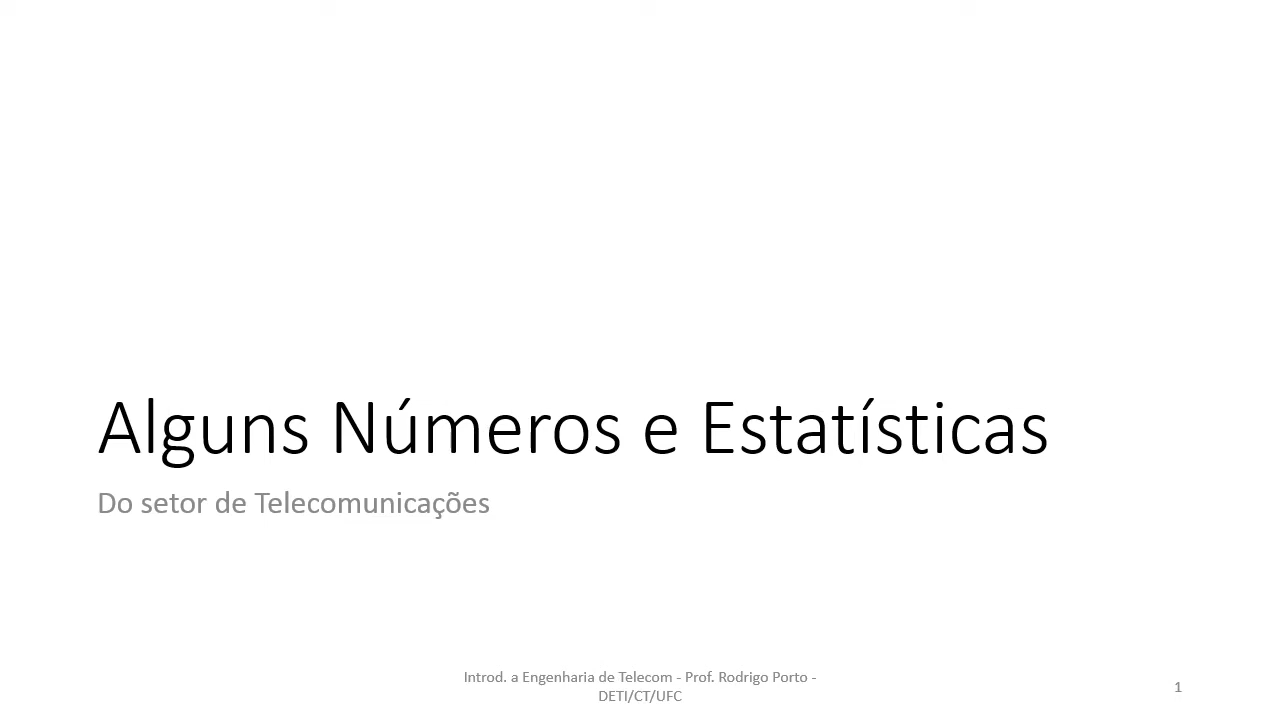 Alguns Números e Estatísticas
Do setor de Telecomunicações
Introd. a Engenharia de Telecom - Prof. Rodrigo Porto -
DETI/CT/UFC
1